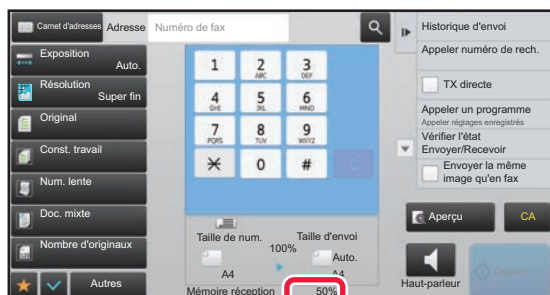 Carnet d'adresses
Adresse
Numéro de fax
Exposition
Auto.
Résolution
Super fin
Original
Const. travail
Num. lente
Doc. mixte
Nombre d'originaux
Autres
1
2
ABC
3
DEF
4
GHI
5
JKL
6
MNO
7
PQRS
8
TUV
9
WXYZ
0
#
C
Taille de num.
100%
Taille d'envoi
A4
Auto.
A4
Mémoire réception
50%
Historique d'envoi
Appeler numéro de rech.
TX directe
Appeler un programme
Appeler réglages enregistrés
Vérifier l'état
Envoyer/Recevoir
Envoyer la même
image qu'en fax
Aperçu
CA
Haut-parleur
Départ